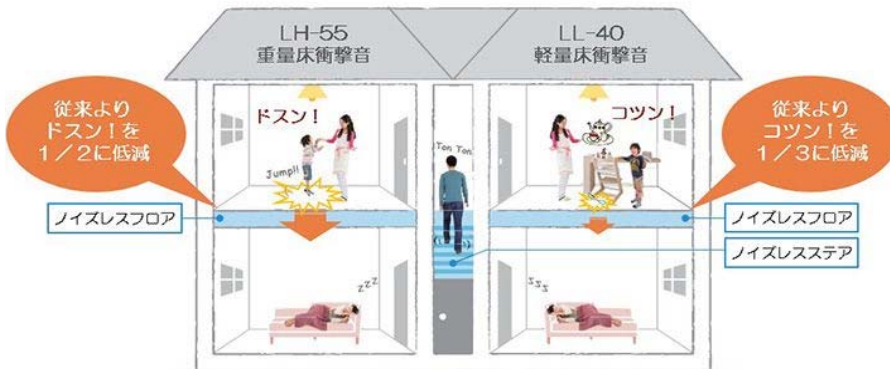 LH-55
重量床衝撃音
LL-40
軽量床衝撃音
従来より
ドスン！を
1／2に低減
ドスン！
Jump!!
Ton Ton
コツン！
従来より
コツン！を
1／3に低減
ノイズレスフロア
ノイズレスフロア
ノイズレスステア
zzz
zzz